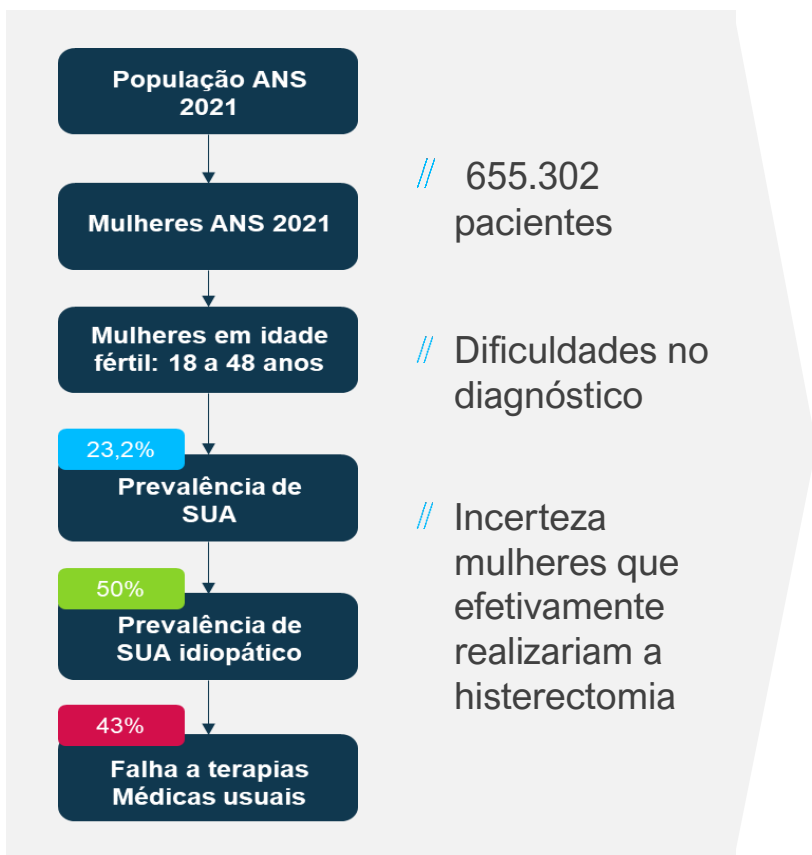 População ANS
2021
Mulheres ANS 2021
Mulheres em idade
fértil: 18 a 48 anos
23,2%
Prevalência de
SUA
50%
Prevalência de
SUA idiopático
43%
Falha a terapias
Médicas usuais
// 655.302
pacientes
// Dificuldades no
diagnóstico
// Incerteza
mulheres que
efetivamente
realizariam a
histerectomia